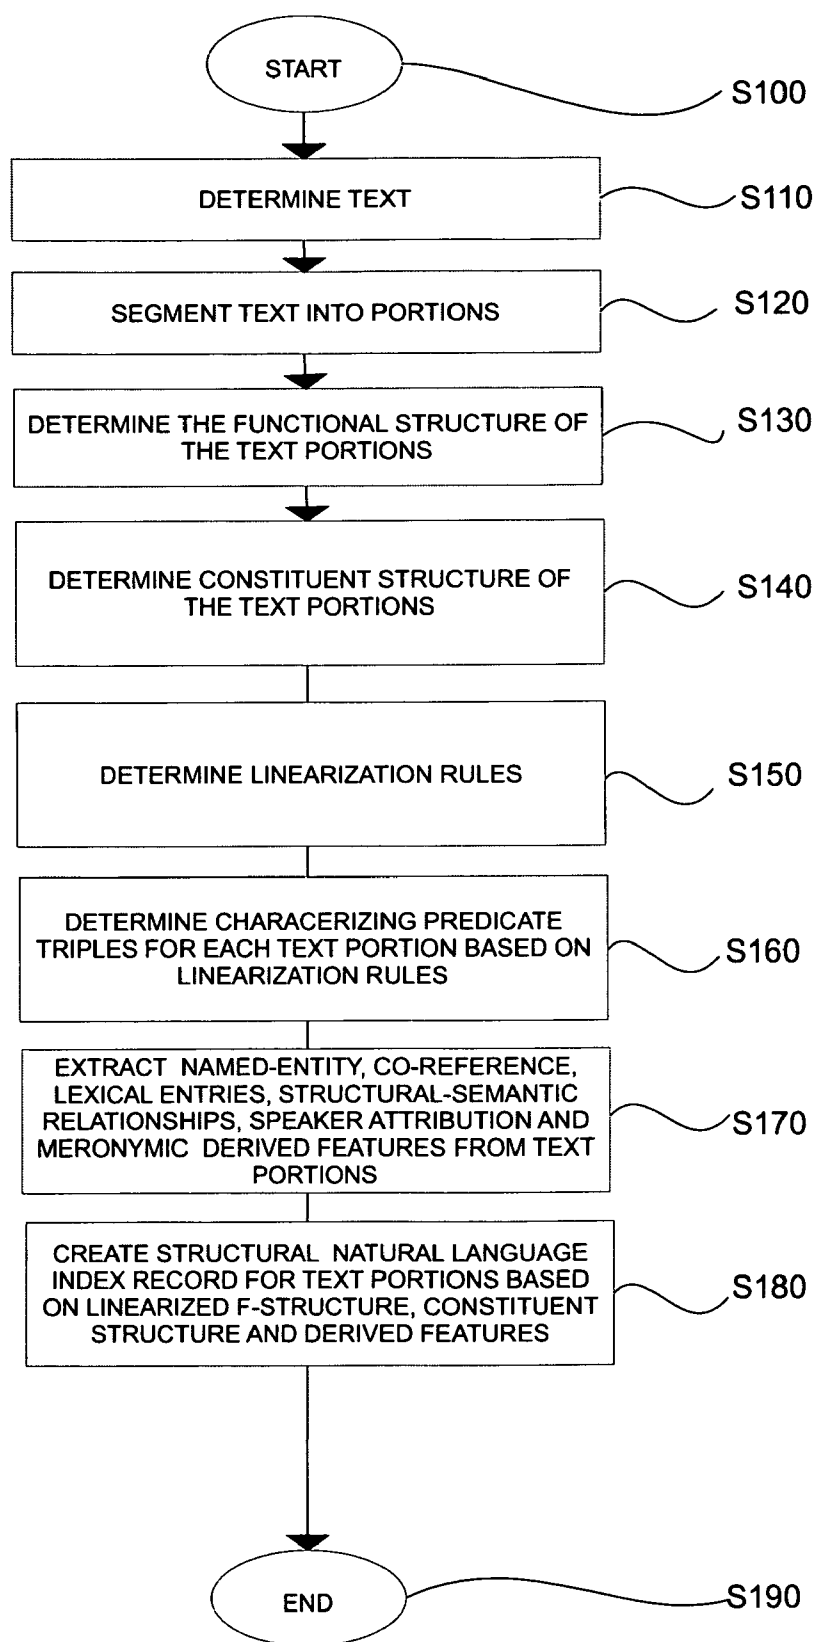 START
S100
DETERMINE TEXT
S110
SEGMENT TEXT INTO PORTIONS
S120
DETERMINE THE FUNCTIONAL STRUCTURE OF
THE TEXT PORTIONS
S130
DETERMINE CONSTITUENT STRUCTURE OF
THE TEXT PORTIONS
S140
DETERMINE LINEARIZATION RULES
S150
DETERMINE CHARACERIZING PREDICATE
TRIPLES FOR EACH TEXT PORTION BASED ON
LINEARIZATION RULES
S160
EXTRACT NAMED-ENTITY, CO-REFERENCE,
LEXICAL ENTRIES, STRUCTURAL-SEMANTIC
RELATIONSHIPS, SPEAKER ATTRIBUTION AND
MERONYMIC DERIVED FEATURES FROM TEXT
PORTIONS
S170
CREATE STRUCTURAL NATURAL LANGUAGE
INDEX RECORD FOR TEXT PORTIONS BASED
ON LINEARIZED F-STRUCTURE, CONSTITUENT
STRUCTURE AND DERIVED FEATURES
S180
END
S190